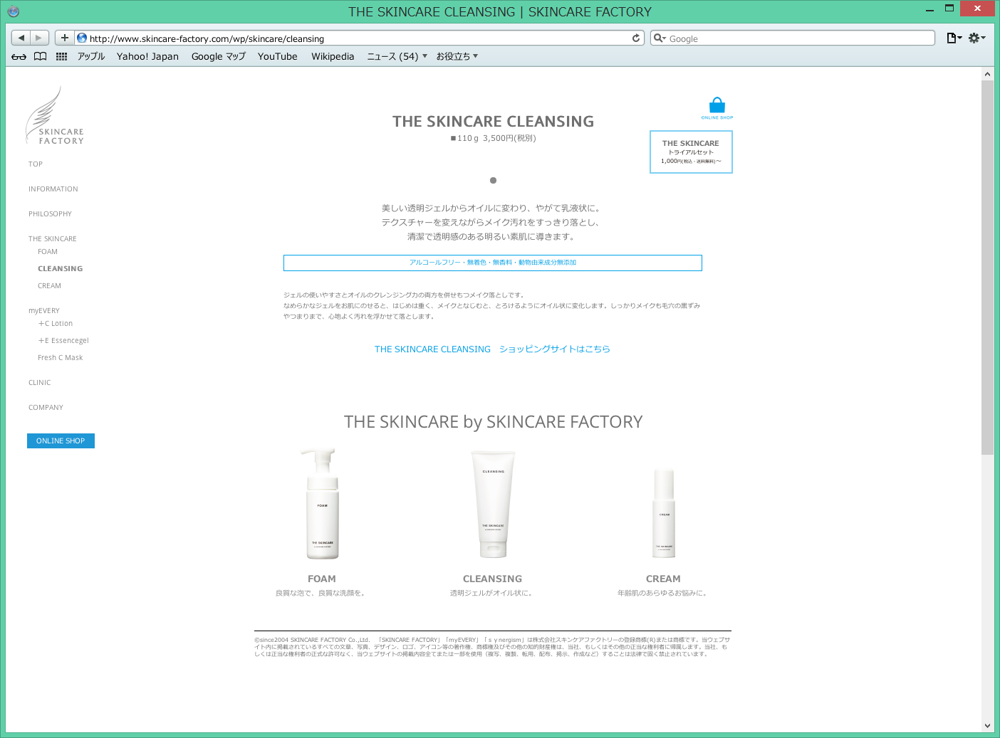 THE SKINCARE CLEANSING | SKINCARE FACTORY
http://www.skincare-factory.com/wp/skincare/cleansing
Google
アップル Yahoo! Japan Google マップ YouTube Wikipedia ニュース (54) お役立ち
SKINCARE
FACTORY
TOP
INFORMATION
PHILOSOPHY
THE SKINCARE
FOAM
CLEANSING
CREAM
myEVERY
＋C Lotion
＋E Essencegel
Fresh C Mask
CLINIC
COMPANY
ONLINE SHOP
THE SKINCARE CLEANSING
■110ｇ 3,500円(税別)
ONLINE SHOP
THE SKINCARE
トライアルセット
1,000円(税込・送料無料)～
美しい透明ジェルからオイルに変わり、やがて乳液状に。
テクスチャーを変えながらメイク汚れをすっきり落とし、
清潔で透明感のある明るい素肌に導きます。
アルコールフリー・無着色・無香料・動物由来成分無添加
ジェルの使いやすさとオイルのクレンジング力の両方を併せもつメイク落としです。
なめらかなジェルをお肌にのせると、はじめは重く、メイクとなじむと、とろけるようにオイル状に変化します。しっかりメイクも毛穴の黒ずみ
やつまりまで、心地よく汚れを浮かせて落とします。
THE SKINCARE CLEANSING　ショッピングサイトはこちら
THE SKINCARE by SKINCARE FACTORY
FOAM
THE SKINCARE
CLEANSING
THE SKINCARE
CREAM
THE SKINCARE
FOAM
良質な泡で、良質な洗顔を。
CLEANSING
透明ジェルがオイル状に。
CREAM
年齢肌のあらゆるお悩みに。
©since2004 SKINCARE FACTORY Co.,Ltd.　「SKINCARE FACTORY」「myEVERY」「ｓｙnergism」は株式会社スキンケアファクトリーの登録商標(R)または商標です。当ウェブサ
イト内に掲載されているすべての文章、写真、デザイン、ロゴ、アイコン等の著作権、商標権及びその他の知的財産権は、当社、もしくはその他の正当な権利者に帰属します。当社、も
しくは正当な権利者の正式な許可なく、当ウェブサイトの掲載内容全てまたは一部を使用（複写、複製、転用、配布、掲示、作成など）することは法律で固く禁止されています。